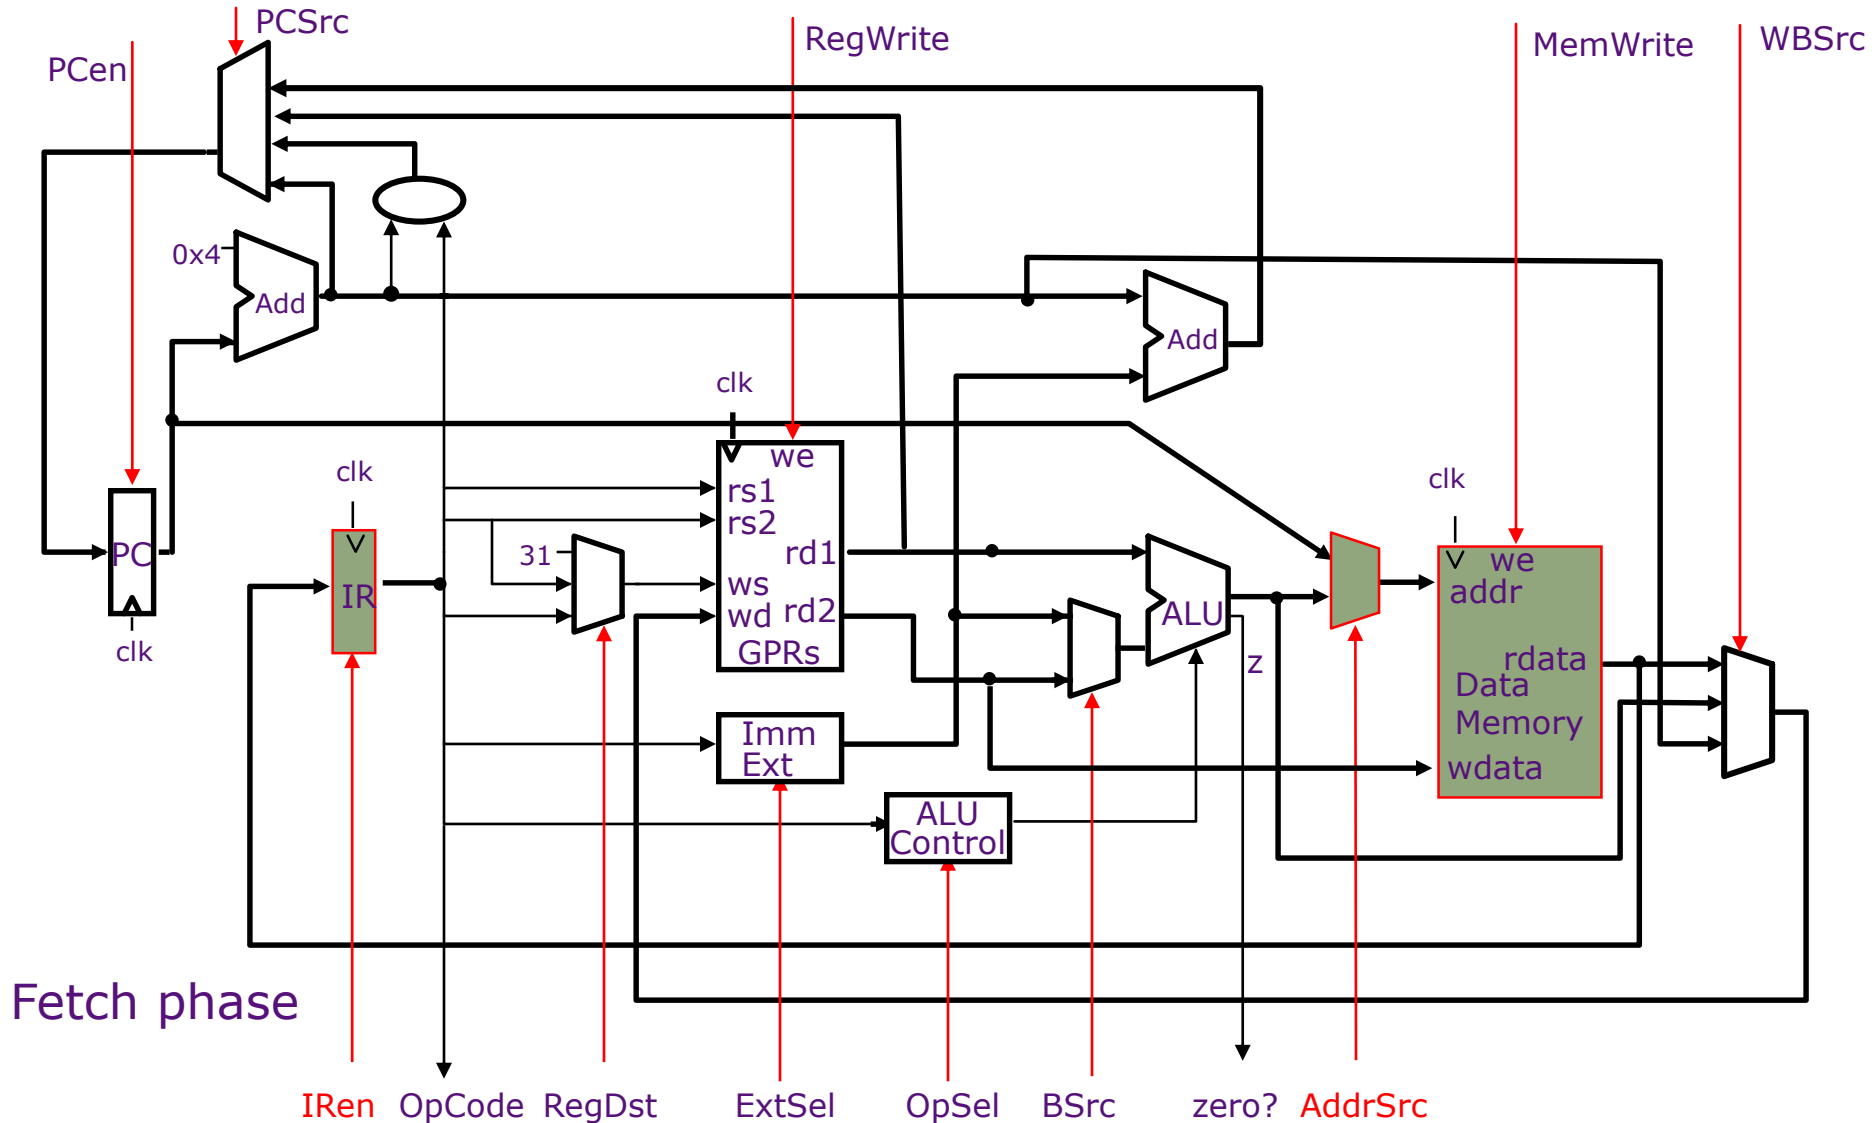 PCSrc
RegWrite
MemWrite
WBSrc
PCen
0x4
Add
Add
clk
clk
clk
we
rs1
rs2
rd1
ws
wd
rd2
GPRs
31
PC
clk
IR
ALU
z
we
addr
rdata
Data
Memory
wdata
Imm
Ext
ALU
Control
Fetch phase
IRen
OpCode
RegDst
ExtSel
OpSel
BSrc
zero?
AddrSrc